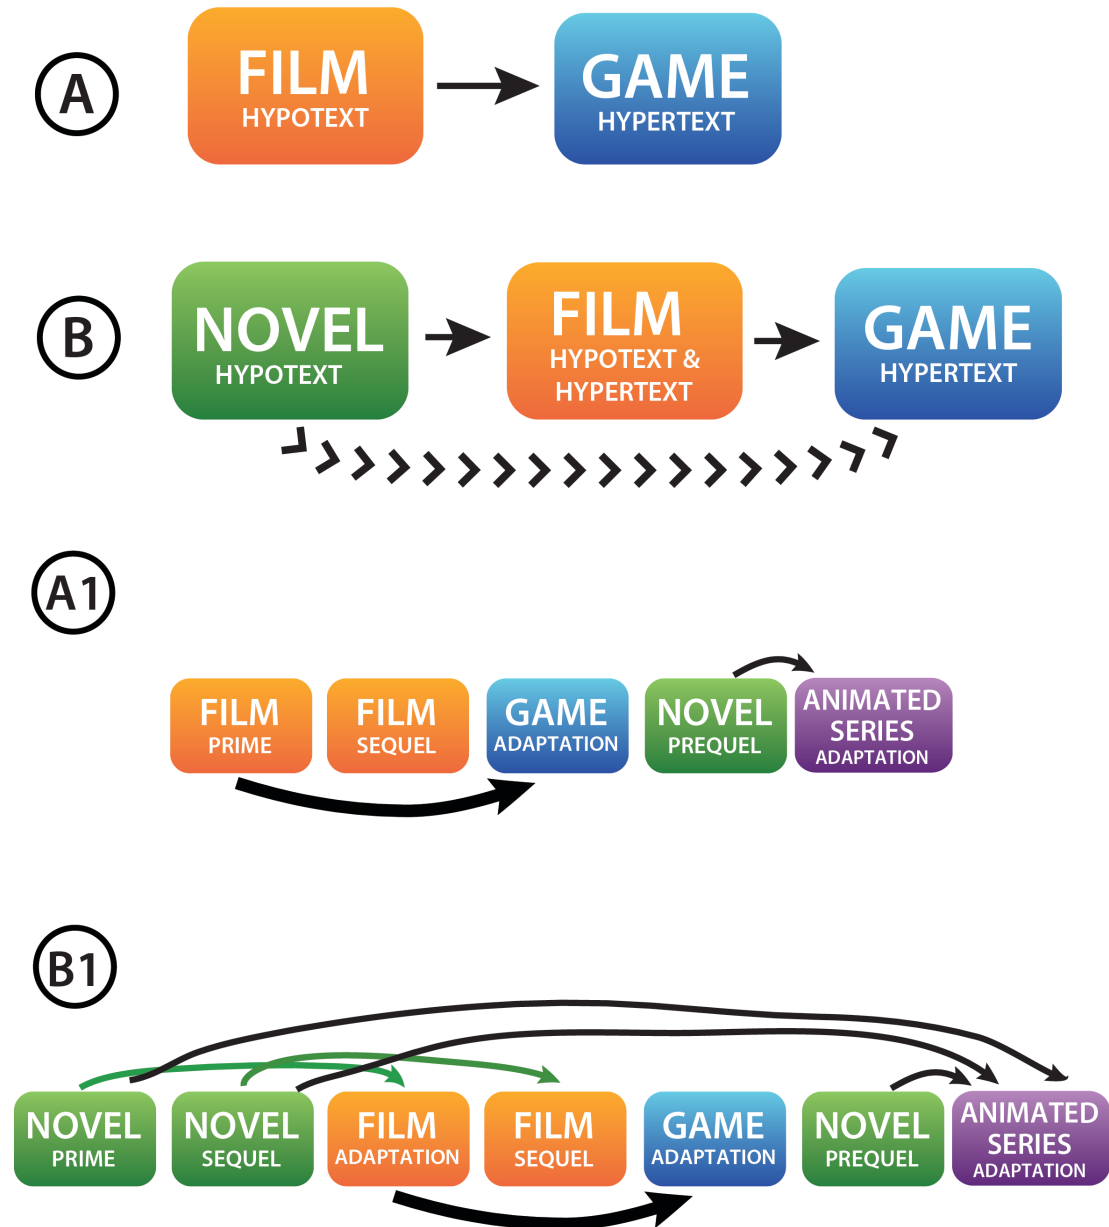 A
FILM
HYPOTEXT
GAME
HYPERTEXT
B
NOVEL
HYPOTEXT
FILM
HYPOTEXT &
HYPERTEXT
GAME
HYPERTEXT
A1
FILM
PRIME
FILM
SEQUEL
GAME
ADAPTATION
NOVEL
PREQUEL
ANIMATED
SERIES
ADAPTATION
B1
NOVEL
PRIME
NOVEL
SEQUEL
FILM
ADAPTATION
FILM
SEQUEL
GAME
ADAPTATION
NOVEL
PREQUEL
ANIMATED
SERIES
ADAPTATION